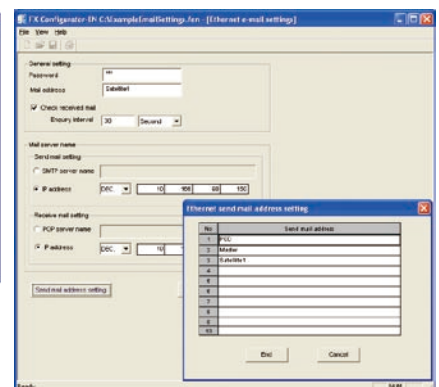 FX Configurator-EN C:\Example\EmailSettings.fen - [Ethernet e-mail settings]
File View Help
General setting
Password ***
Mail address Satellite1
Check received mail
Enquiry interval 30 Second
Mail server name
Send mail setting
SMTP server name
IP address DEC. 10 60 150
Receive mail setting
POP server name
IP address DEC. 10
Send mail address setting
Ethernet send mail address setting
No Send mail address
1
2 Master
3 Satellite1
4
5
6
7
8
9
10
End Cancel
Ready
NUM